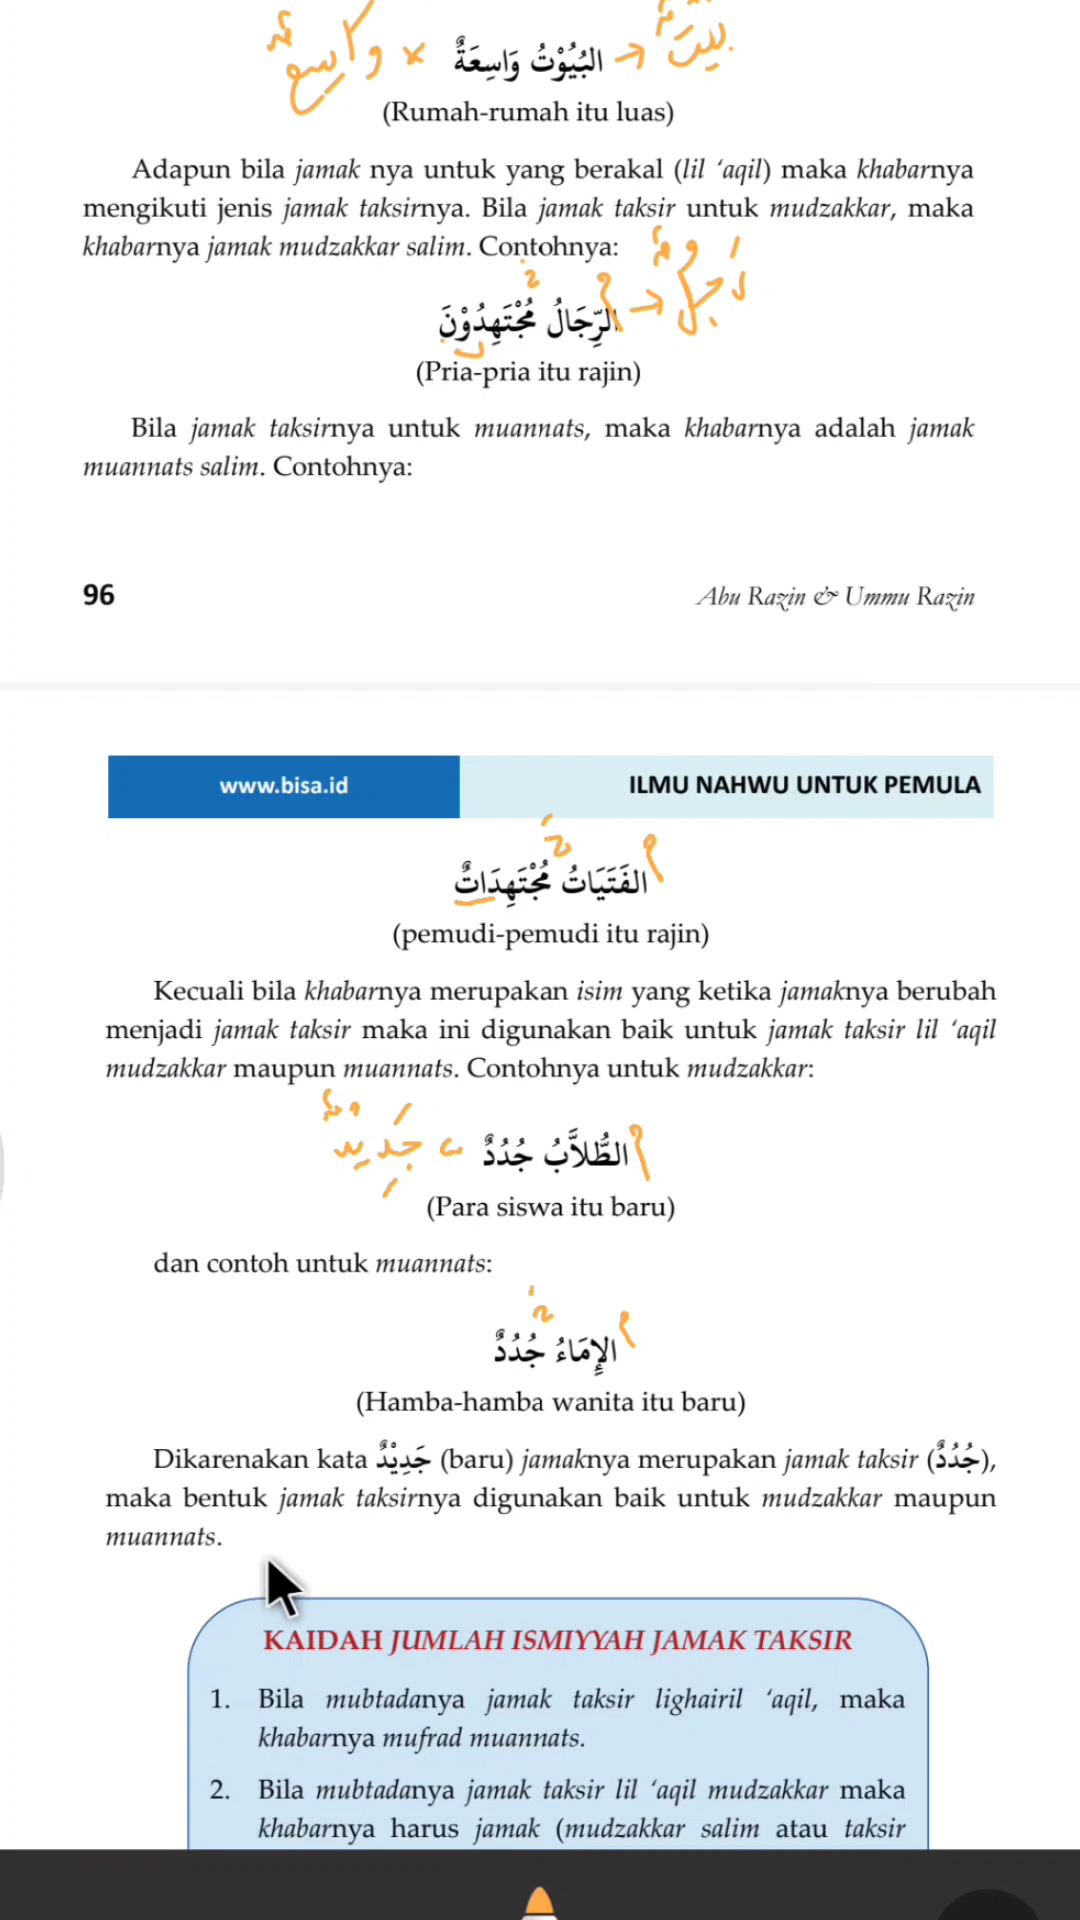 البُيُوْتُ وَاسِعَةٌ
(Rumah-rumah itu luas)
Adapun bila jamak nya untuk yang berakal (lil ‘aqil) maka khabarnya
mengikuti jenis jamak taksirnya. Bila jamak taksir untuk mudzakkar, maka
khabarnya jamak mudzakkar salim. Contohnya:
الرِّجَالُ مُجْتَهِدُوْنَ
(Pria-pria itu rajin)
Bila jamak taksirnya untuk muannats, maka khabarnya adalah jamak
muannats salim. Contohnya:
96 Abu Razin & Ummu Razin
www.bisa.id ILMU NAHWU UNTUK PEMULA
الفَتَيَاتُ مُجْتَهِدَاتٌ
(pemudi-pemudi itu rajin)
Kecuali bila khabarnya merupakan isim yang ketika jamaknya berubah
menjadi jamak taksir maka ini digunakan baik untuk jamak taksir lil ‘aqil
mudzakkar maupun muannats. Contohnya untuk mudzakkar:
الطُّلاَّبُ جُدُدٌ ← جَدِيد
(Para siswa itu baru)
dan contoh untuk muannats:
الإِمَاءُ جُدُدٌ
(Hamba-hamba wanita itu baru)
Dikarenakan kata جَدِيْدٌ (baru) jamaknya merupakan jamak taksir (جُدُدٌ),
maka bentuk jamak taksirnya digunakan baik untuk mudzakkar maupun
muannats.
KAIDAH JUMLAH ISMIYYAH JAMAK TAKSIR
1. Bila mubtadanya jamak taksir lighairil ‘aqil, maka
khabarnya mufrad muannats.
2. Bila mubtadanya jamak taksir lil ‘aqil mudzakkar maka
khabarnya harus jamak (mudzakkar salim atau taksir